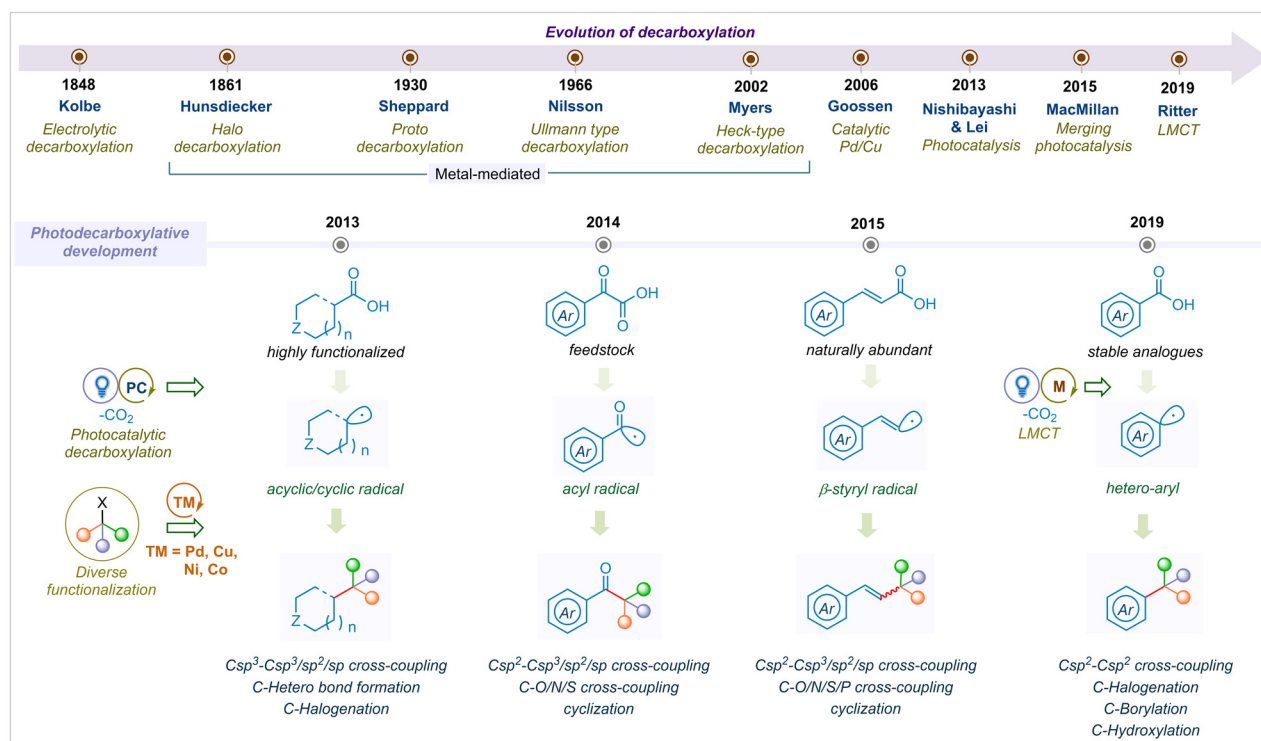 Evolution of decarboxylation
1848
Kolbe
Electrolytic
decarboxylation
1861
Hunsdiecker
Halo
decarboxylation
1930
Sheppard
Proto
decarboxylation
1966
Nilsson
Ullmann type
decarboxylation
2002
Myers
Heck-type
decarboxylation
2006
Goossen
Catalytic
Pd/Cu
2013
Nishibayashi
& Lei
Photocatalysis
2015
MacMillan
Merging
photocatalysis
2019
Ritter
LMCT
Metal-mediated
Photodecarboxylative
development
2013
2014
2015
2019
O
OH
Z
( )n
highly functionalized
O
OH
O
Ar
feedstock
O
OH
Ar
naturally abundant
O
OH
Ar
stable analogues
PC
-CO2
Photocatalytic
decarboxylation
M
-CO2
LMCT
Z
( )n
acyclic/cyclic radical
O
Ar
acyl radical
Ar
β-styryl radical
Ar
hetero-aryl
X
Diverse
functionalization
TM
TM = Pd, Cu,
Ni, Co
Z
( )n
O
Ar
Ar
Ar
Csp3-Csp3/sp2/sp cross-coupling
C-Hetero bond formation
C-Halogenation
Csp2-Csp3/sp2/sp cross-coupling
C-O/N/S cross-coupling
cyclization
Csp2-Csp3/sp2/sp cross-coupling
C-O/N/S/P cross-coupling
cyclization
Csp2-Csp2 cross-coupling
C-Halogenation
C-Borylation
C-Hydroxylation